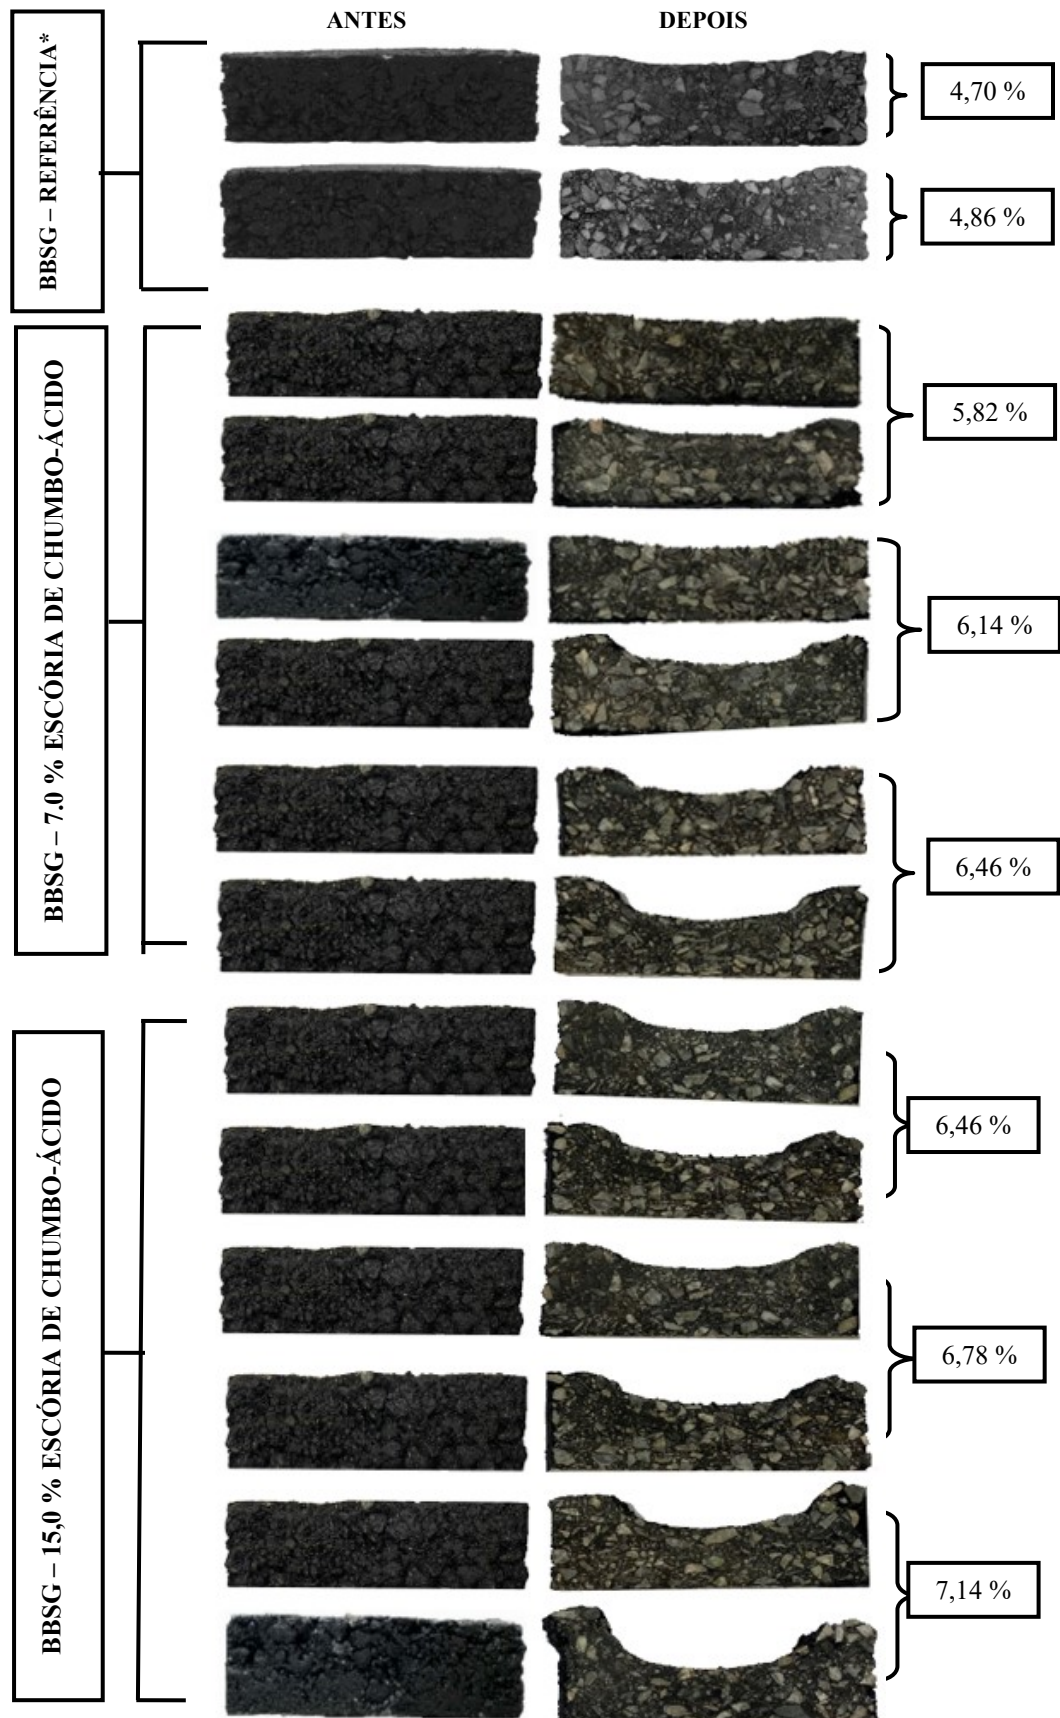 ANTES
DEPOIS
BBSG – REFERÊNCIA*
4,70 %
4,86 %
BBSG – 7.0 % ESCÓRIA DE CHUMBO-ÁCIDO
5,82 %
6,14 %
6,46 %
BBSG – 15,0 % ESCÓRIA DE CHUMBO-ÁCIDO
6,46 %
6,78 %
7,14 %